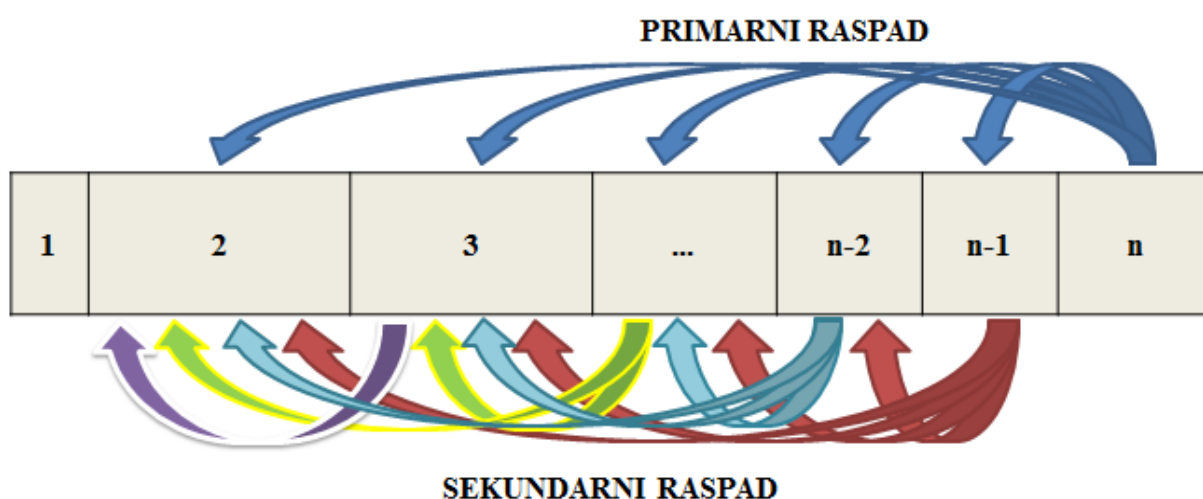 PRIMARNI RASPAD
1 2 3 ... n-2 n-1 n
SEKUNDARNI RASPAD